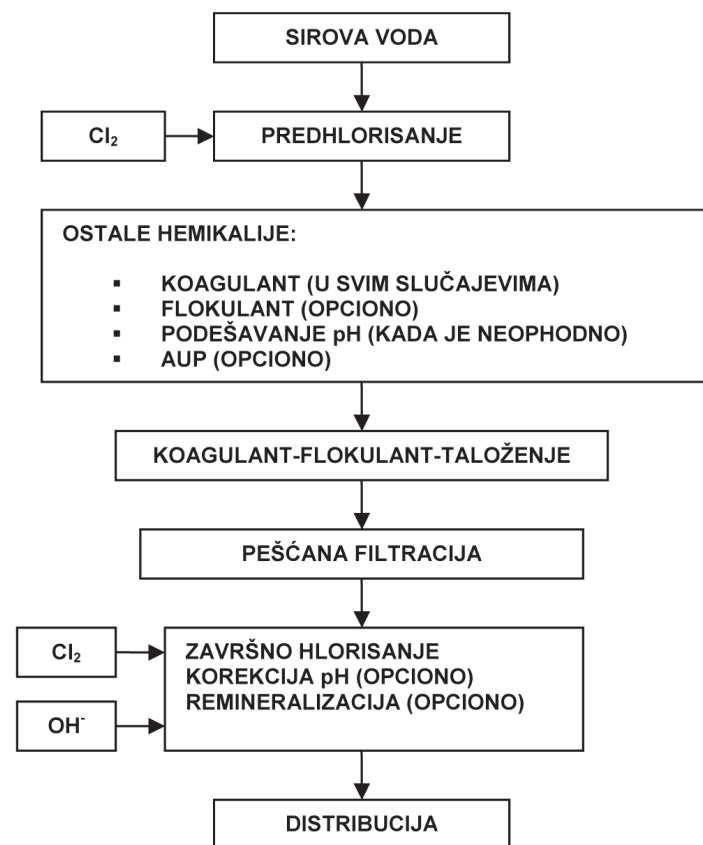 SIROVA VODA
Cl₂
PREDHLORISANJE
OSTALE HEMIKALIJE:
▪ KOAGULANT (U SVIM SLUČAJEVIMA)
▪ FLOKULANT (OPCIONO)
▪ PODEŠAVANJE pH (KADA JE NEOPHODNO)
▪ AUP (OPCIONO)
KOAGULANT-FLOKULANT-TALOŽENJE
PEŠĆANA FILTRACIJA
Cl₂
ZAVRŠNO HLORISANJE
KOREKCIJA pH (OPCIONO)
REMINERALIZACIJA (OPCIONO)
OH⁻
DISTRIBUCIJA